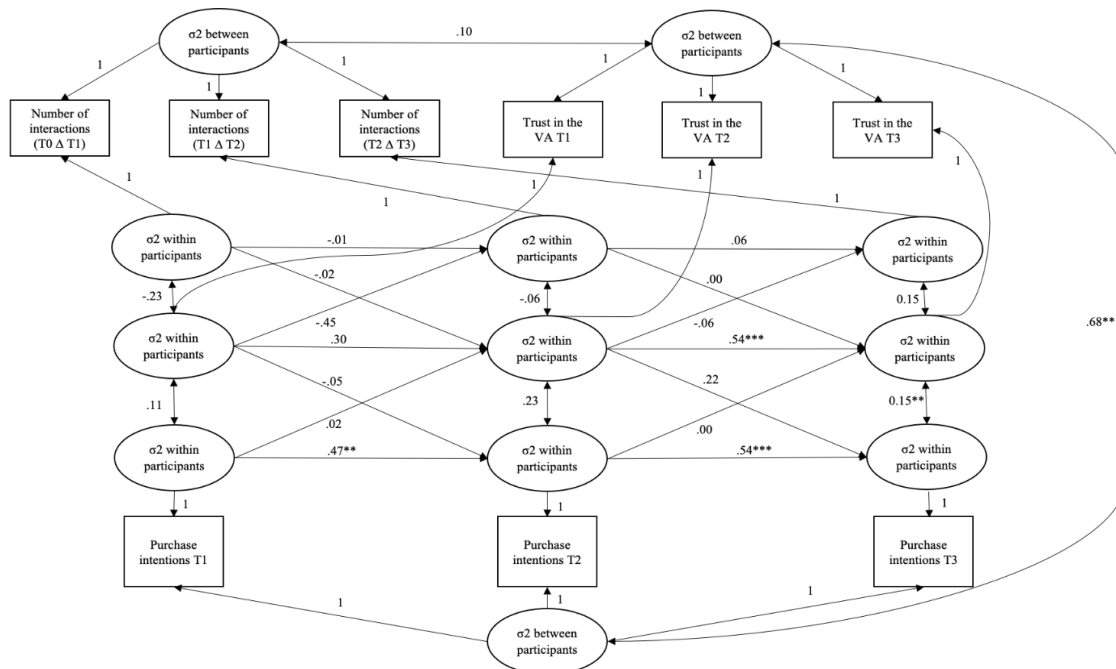 σ2 between
participants
.10
σ2 between
participants
1
1
1
1
1
1
Number of
interactions
(T0 Δ T1)
Number of
interactions
(T1 Δ T2)
Number of
interactions
(T2 Δ T3)
Trust in the
VA T1
Trust in the
VA T2
Trust in the
VA T3
1
1
1
1
1
1
σ2 within
participants
-.01
σ2 within
participants
.06
σ2 within
participants
-.02
.00
-.23
-.06
0.15
.68**
σ2 within
participants
-.45
.30
σ2 within
participants
-.06
.54***
σ2 within
participants
-.05
.22
.11
.23
0.15**
.02
.00
σ2 within
participants
.47**
σ2 within
participants
.54***
σ2 within
participants
1
1
1
Purchase
intentions T1
Purchase
intentions T2
Purchase
intentions T3
1
1
1
σ2 between
participants